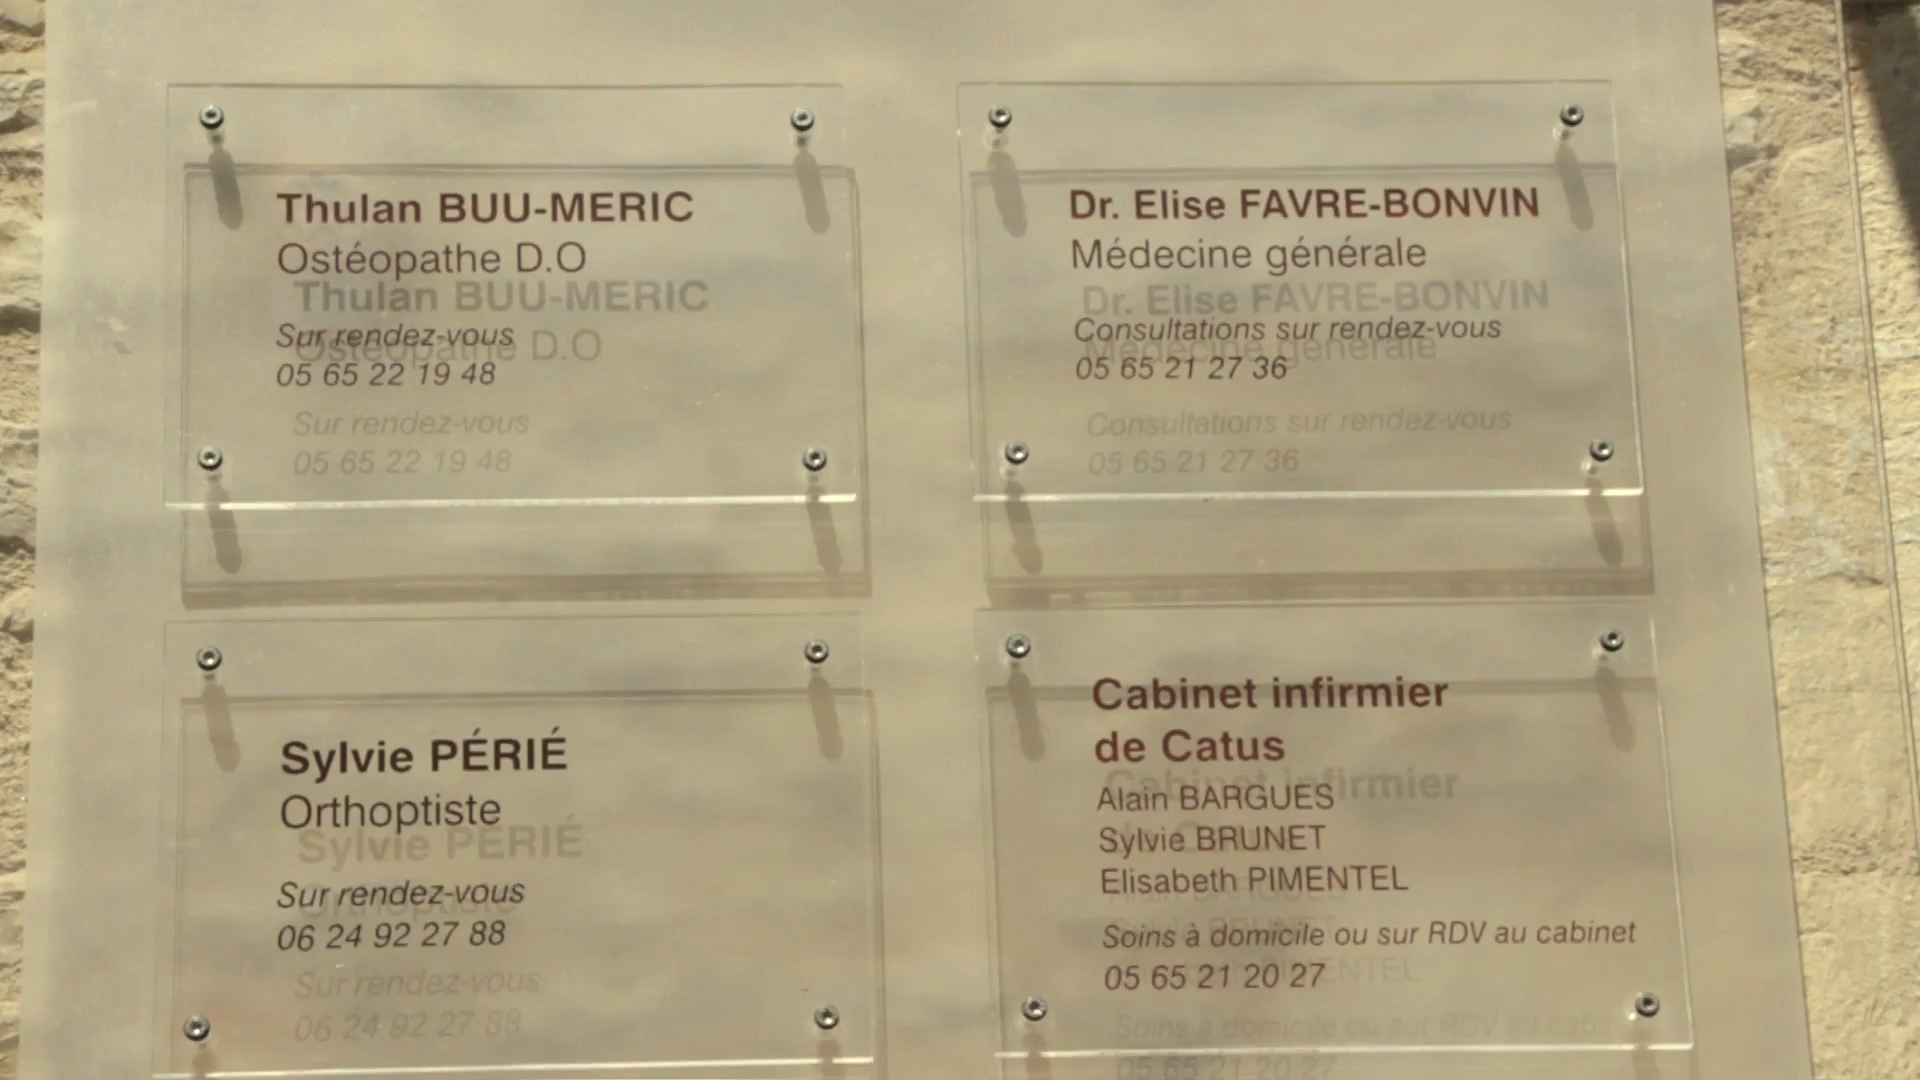 Thulan BUU-MERIC
Ostéopathe D.O
Sur rendez-vous
05 65 22 19 48
Dr. Elise FAVRE-BONVIN
Médecine générale
Consultations sur rendez-vous
05 65 21 27 36
Sylvie PÉRIÉ
Orthoptiste
Sur rendez-vous
06 24 92 27 88
Cabinet infirmier
de Catus
Alain BARGUES
Sylvie BRUNET
Elisabeth PIMENTEL
Soins à domicile ou sur RDV au cabinet
05 65 21 20 27